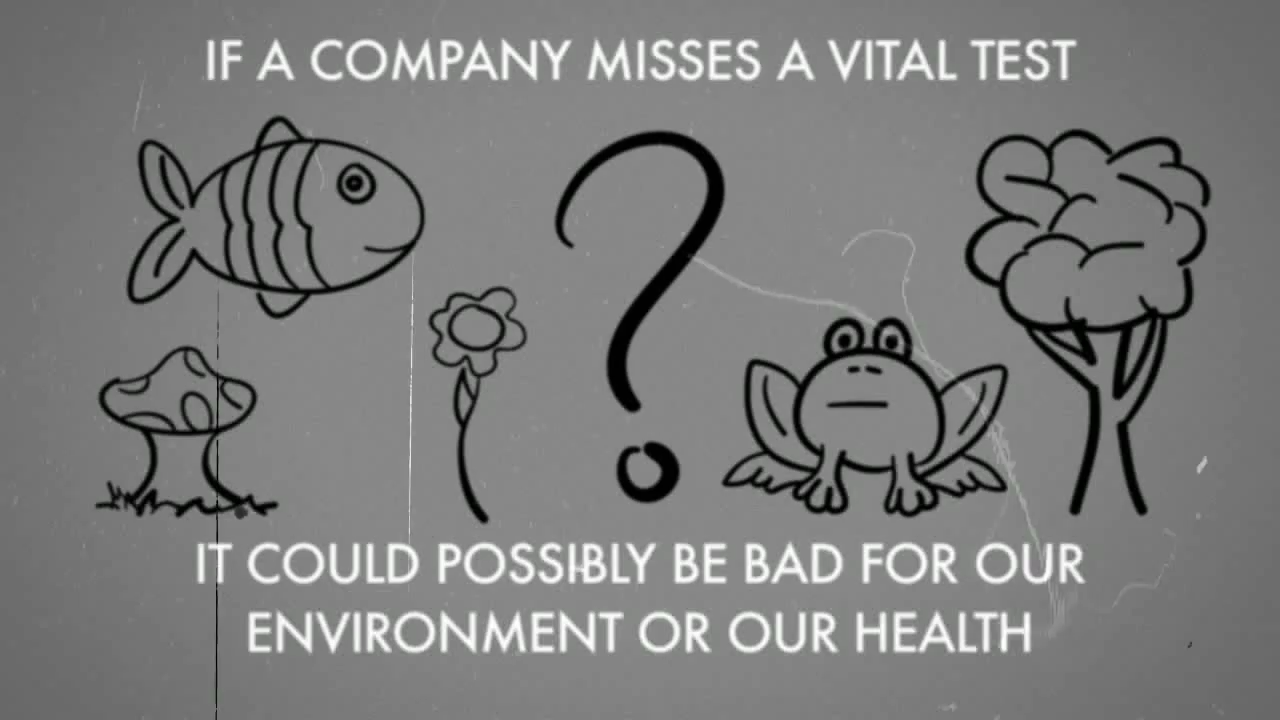 IF A COMPANY MISSES A VITAL TEST
?
IT COULD POSSIBLY BE BAD FOR OUR
ENVIRONMENT OR OUR HEALTH